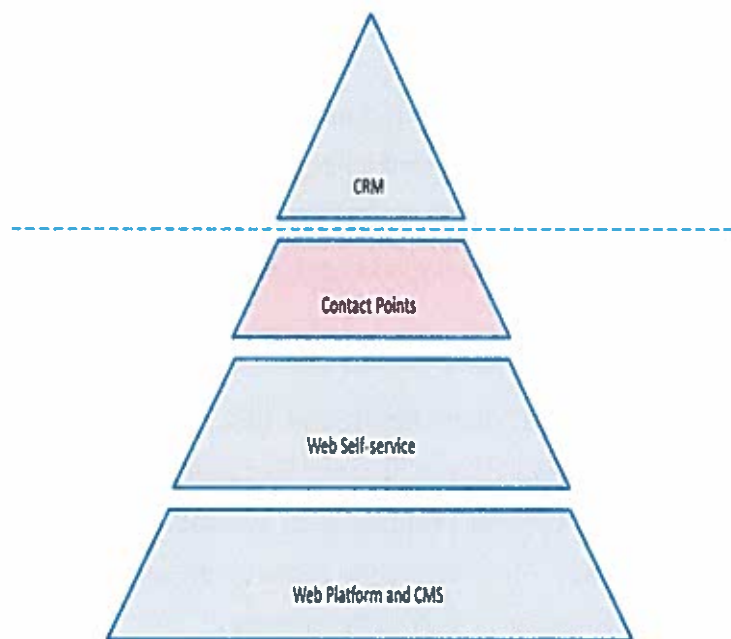 CRM
Contact Points
Web Self-service
Web Platform and CMS